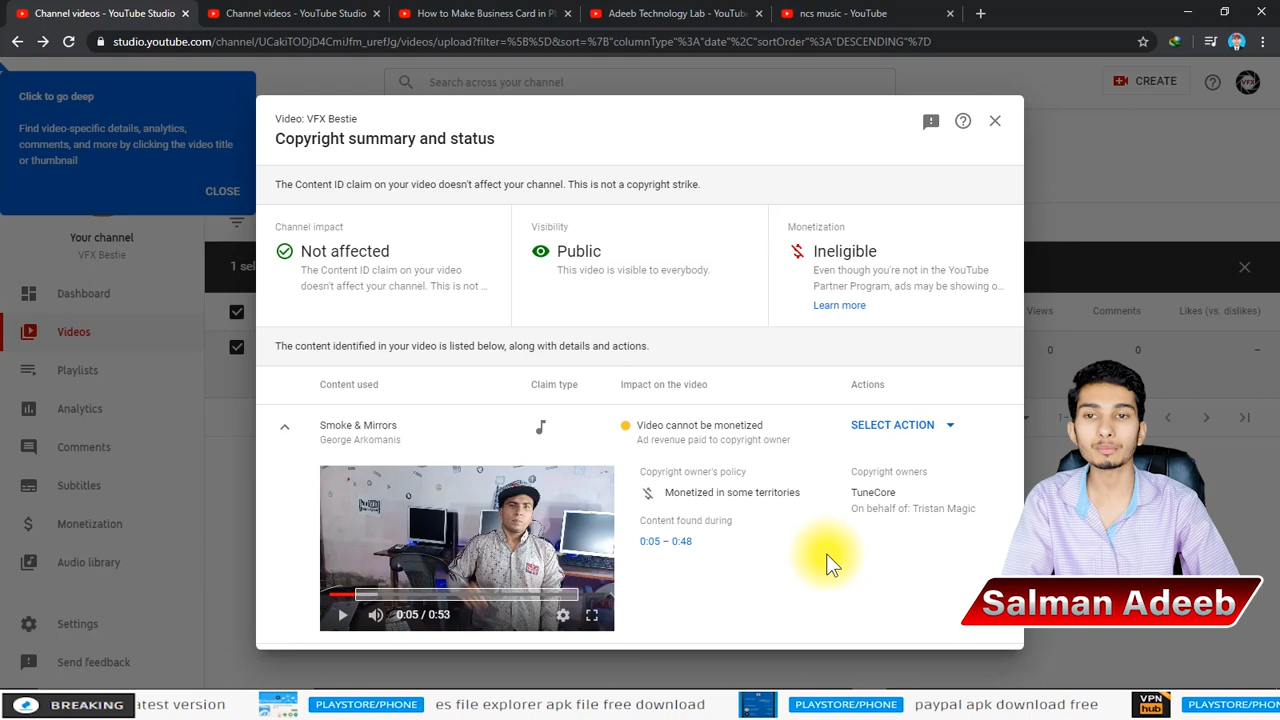 Channel videos - YouTube Studio
Channel videos - YouTube Studio
How to Make Business Card in P
Adeeb Technology Lab - YouTube
ncs music - YouTube
studio.youtube.com/channel/UCakiTODjD4CmiJfm_urefJg/videos/upload?filter=%5B%5D&sort=%7B"columnType"%3A"date"%2C"sortOrder"%3A"DESCENDING"%7D
Click to go deep
Find video-specific details, analytics,
comments, and more by clicking the video title
or thumbnail
CLOSE
Search across your channel
CREATE
VFX
Your channel
VFX Bestie
Dashboard
Videos
Playlists
Analytics
Comments
Subtitles
Monetization
Audio library
Settings
Send feedback
1 sel
Views
Comments
Likes (vs. dislikes)
0
0
–
Video: VFX Bestie
Copyright summary and status
The Content ID claim on your video doesn't affect your channel. This is not a copyright strike.
Channel impact
Not affected
The Content ID claim on your video
doesn't affect your channel. This is not ...
Visibility
Public
This video is visible to everybody.
Monetization
Ineligible
Even though you're not in the YouTube
Partner Program, ads may be showing o...
Learn more
The content identified in your video is listed below, along with details and actions.
Content used
Claim type
Impact on the video
Actions
Smoke & Mirrors
George Arkomanis
Video cannot be monetized
Ad revenue paid to copyright owner
SELECT ACTION
Copyright owner's policy
Monetized in some territories
Content found during
0:05 – 0:48
Copyright owners
TuneCore
On behalf of: Tristan Magic
0:05 / 0:53
Salman Adeeb
BREAKING
atest version
PLAYSTORE/PHONE
es file explorer apk file free download
PLAYSTORE/PHONE
paypal apk download free
VPN
hub
PLAYSTORE/PHONE